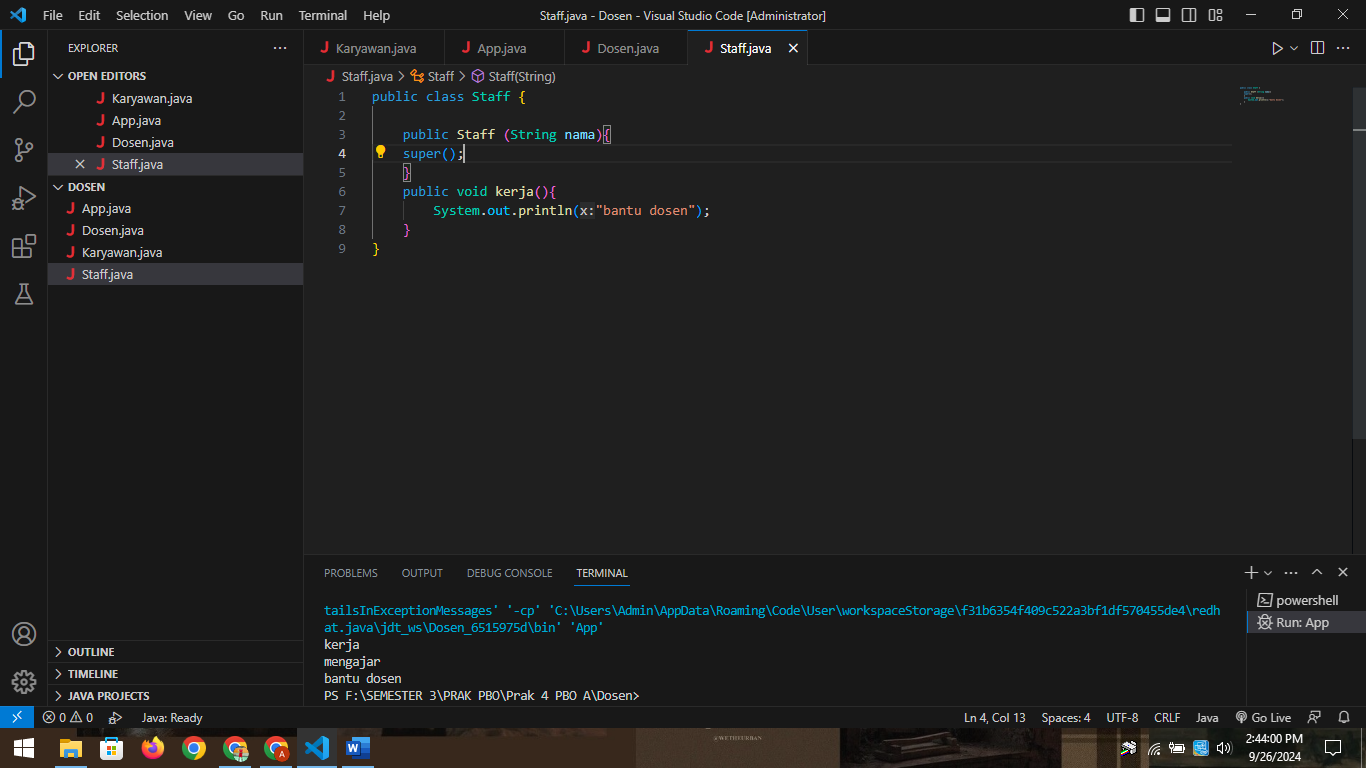 File Edit Selection View Go Run Terminal Help
Staff.java - Dosen - Visual Studio Code [Administrator]
EXPLORER
OPEN EDITORS
Karyawan.java
App.java
Dosen.java
Staff.java
DOSEN
App.java
Dosen.java
Karyawan.java
Staff.java
OUTLINE
TIMELINE
JAVA PROJECTS
Karyawan.java App.java Dosen.java Staff.java
Staff.java > Staff > Staff(String)
1 public class Staff {
2
3 public Staff (String nama){
4 super();
5 }
6 public void kerja(){
7 System.out.println(x:"bantu dosen");
8 }
9 }
PROBLEMS OUTPUT DEBUG CONSOLE TERMINAL
tailsInExceptionMessages' '-cp' 'C:\Users\Admin\AppData\Roaming\Code\User\workspaceStorage\f31b6354f409c522a3bf1df570455de4\redh
at.java\jdt_ws\Dosen_6515975d\bin' 'App'
kerja
mengajar
bantu dosen
PS F:\SEMESTER 3\PRAK PBO\Prak 4 PBO A\Dosen>
powershell
Run: App
0 0 Java: Ready
Ln 4, Col 13 Spaces: 4 UTF-8 CRLF Java Go Live
2:44:00 PM
9/26/2024